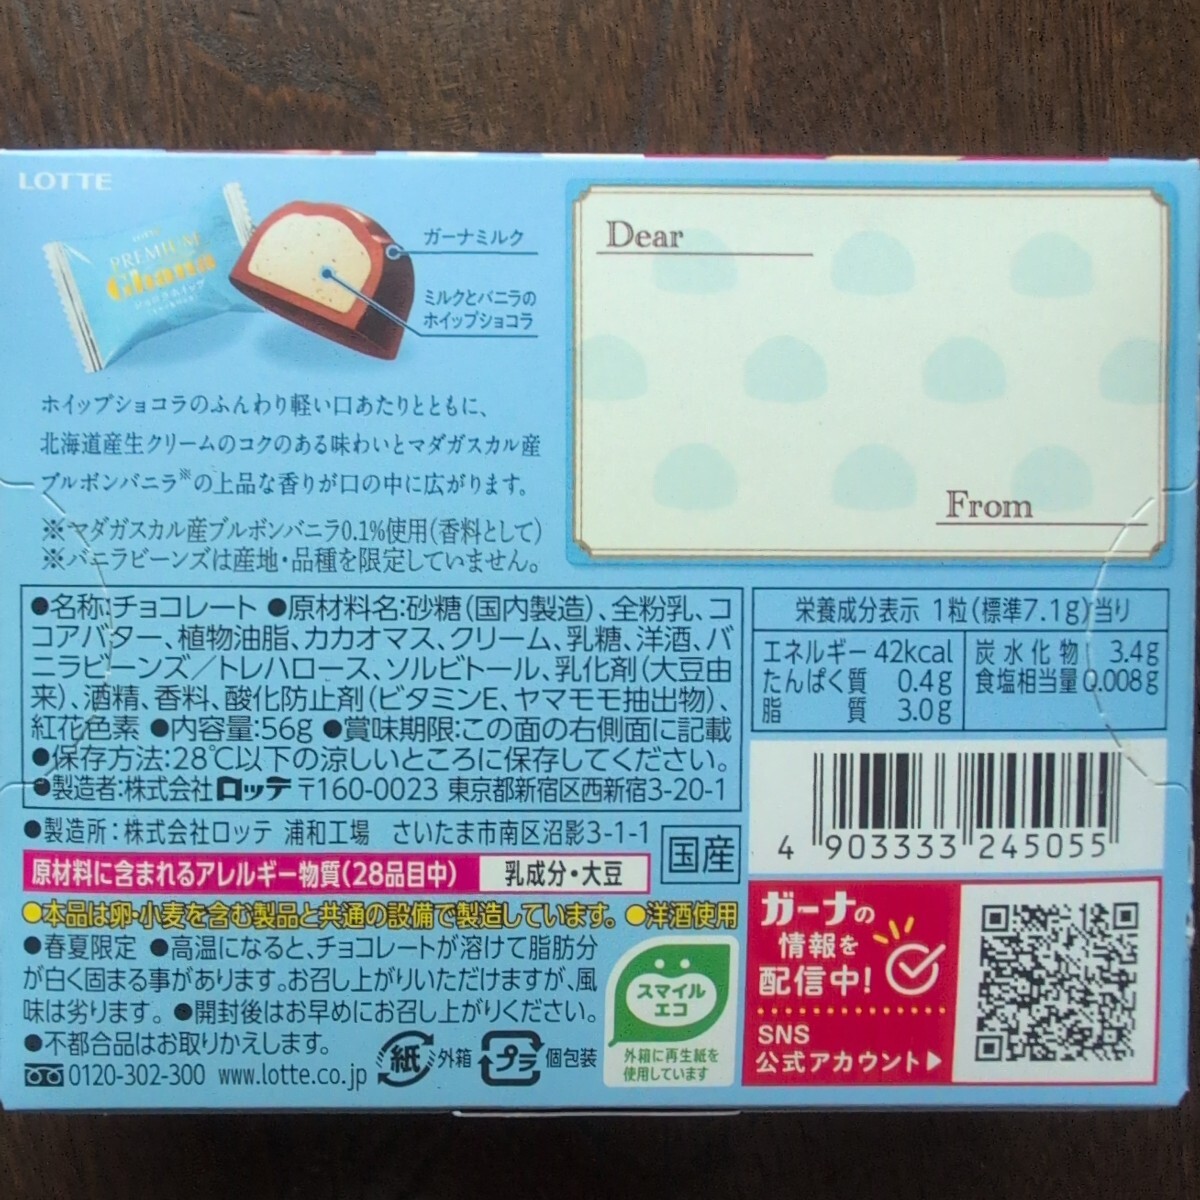 LOTTE
LOTTE
PREMIUM
Ghana
ガーナミルク
ミルクとバニラの
ホイップショコラ
ホイップショコラのふんわり軽い口あたりとともに、
北海道産生クリームのコクのある味わいとマダガスカル産
ブルボンバニラ※の上品な香りが口の中に広がります。
※マダガスカル産ブルボンバニラ0.1%使用(香料として)
※バニラビーンズは産地・品種を限定していません。
Dear
From
●名称:チョコレート ●原材料名:砂糖(国内製造)、全粉乳、コ
コアバター、植物油脂、カカオマス、クリーム、乳糖、洋酒、バ
ニラビーンズ/トレハロース、ソルビトール、乳化剤(大豆由
来)、酒精、香料、酸化防止剤(ビタミンE、ヤマモモ抽出物)、
紅花色素 ●内容量:56g ●賞味期限:この面の右側面に記載
●保存方法:28℃以下の涼しいところに保存してください。
●製造者:株式会社ロッテ 〒160-0023 東京都新宿区西新宿3-20-1
●製造所:株式会社ロッテ 浦和工場 さいたま市南区沼影3-1-1
国産
原材料に含まれるアレルギー物質(28品目中) 乳成分・大豆
●本品は卵・小麦を含む製品と共通の設備で製造しています。 ●洋酒使用
●春夏限定 ●高温になると、チョコレートが溶けて脂肪分
が白く固まる事があります。お召し上がりいただけますが、風
味は劣ります。 ●開封後はお早めにお召し上がりください。
●不都合品はお取りかえします。
0120-302-300 www.lotte.co.jp
紙 外箱 プラ 個包装
スマイル
エコ
外箱に再生紙を
使用しています
栄養成分表示 1粒(標準7.1g)当り
エネルギー 42kcal
たんぱく質 0.4g
脂質 3.0g
炭水化物 3.4g
食塩相当量 0.008g
4 903333 245055
ガーナの
情報を
配信中!
SNS
公式アカウント▶